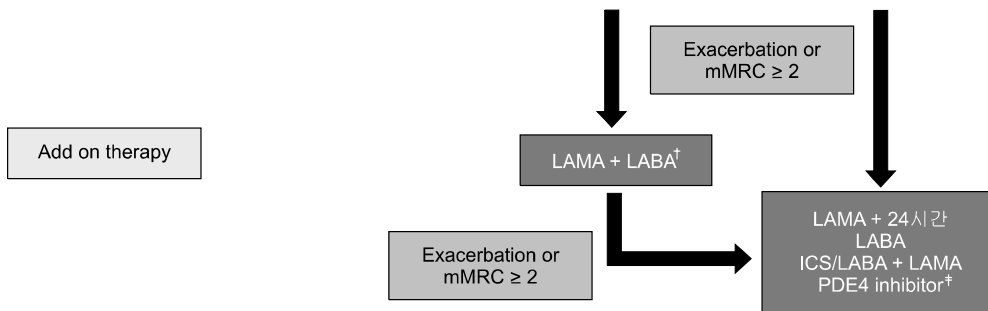 Exacerbation or
mMRC ≥ 2
Add on therapy
LAMA + LABA†
LAMA + 24시간
LABA
ICS/LABA + LAMA
PDE4 inhibitor‡
Exacerbation or
mMRC ≥ 2